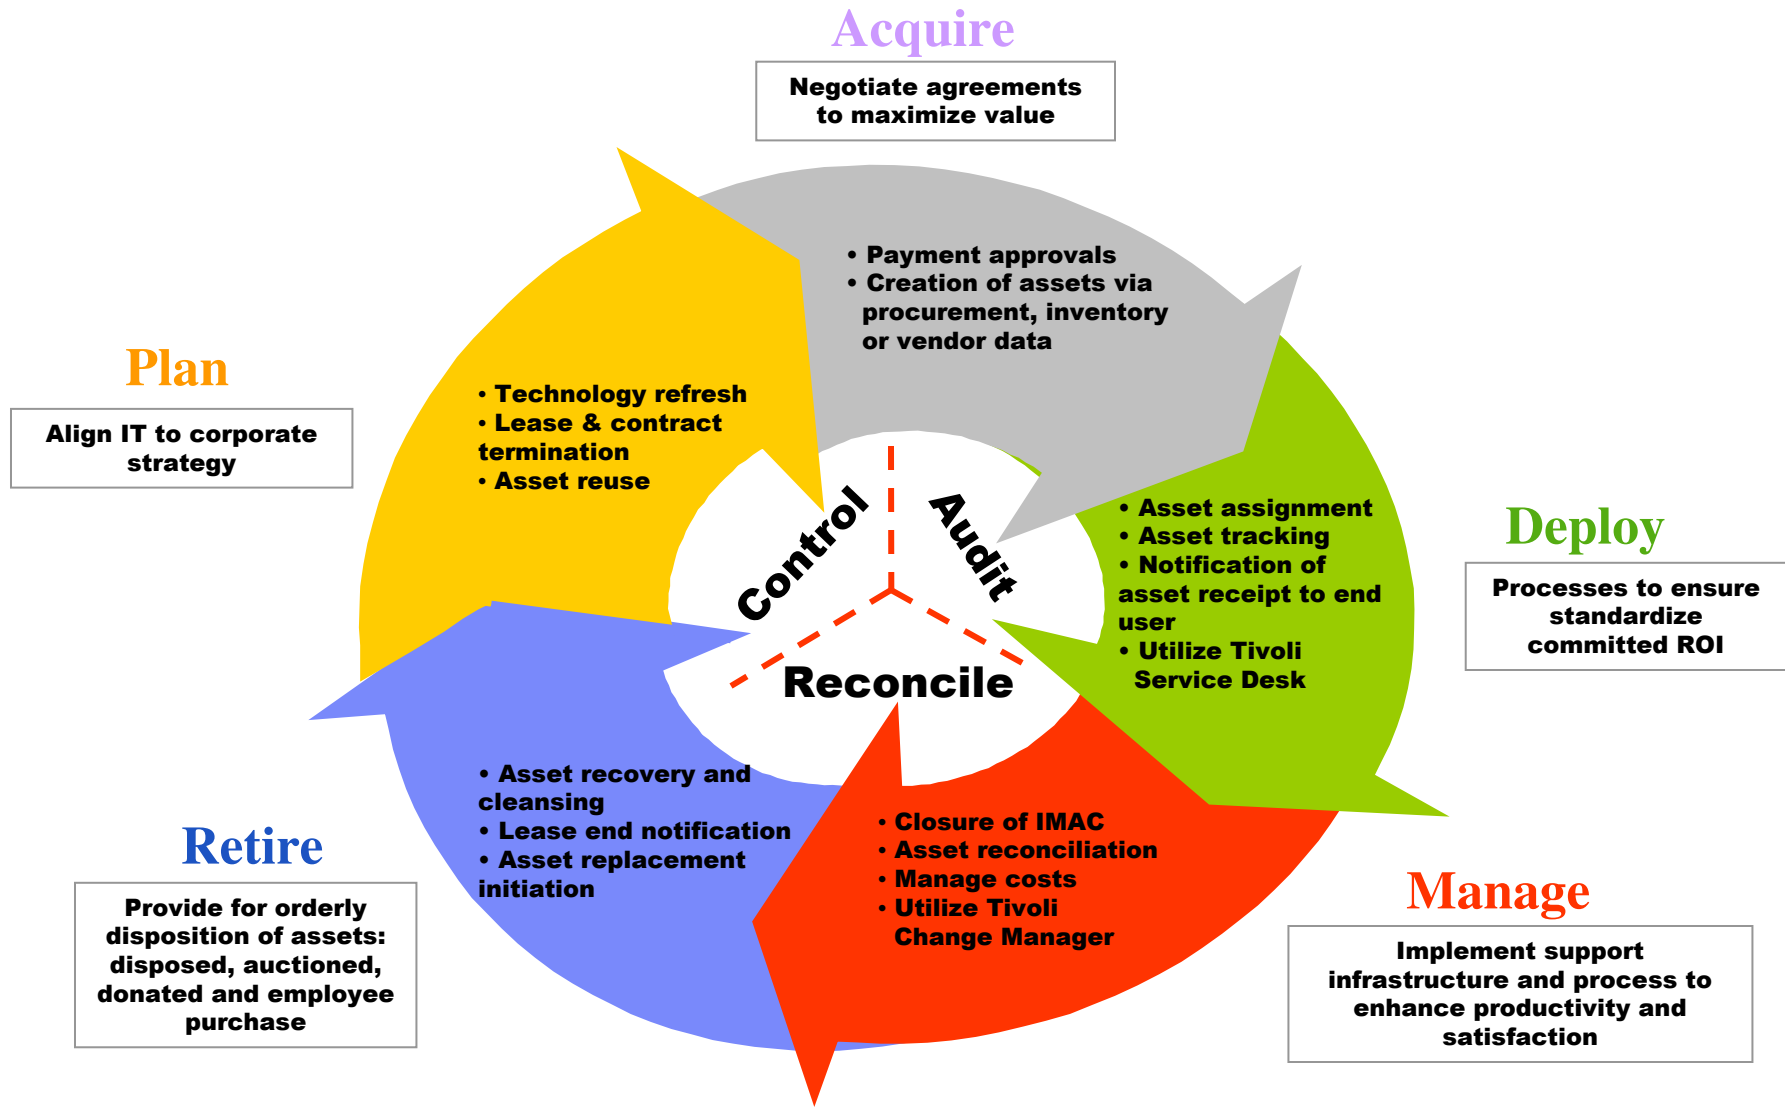 Acquire
Negotiate agreements
to maximize value
• Payment approvals
• Creation of assets via
procurement, inventory
or vendor data
Plan
Align IT to corporate
strategy
• Technology refresh
• Lease & contract
termination
• Asset reuse
Control
Audit
Reconcile
• Asset assignment
• Asset tracking
• Notification of
asset receipt to end
user
• Utilize Tivoli
Service Desk
Deploy
Processes to ensure
standardize
committed ROI
• Asset recovery and
cleansing
• Lease end notification
• Asset replacement
initiation
• Closure of IMAC
• Asset reconciliation
• Manage costs
• Utilize Tivoli
Change Manager
Retire
Provide for orderly
disposition of assets:
disposed, auctioned,
donated and employee
purchase
Manage
Implement support
infrastructure and process to
enhance productivity and
satisfaction